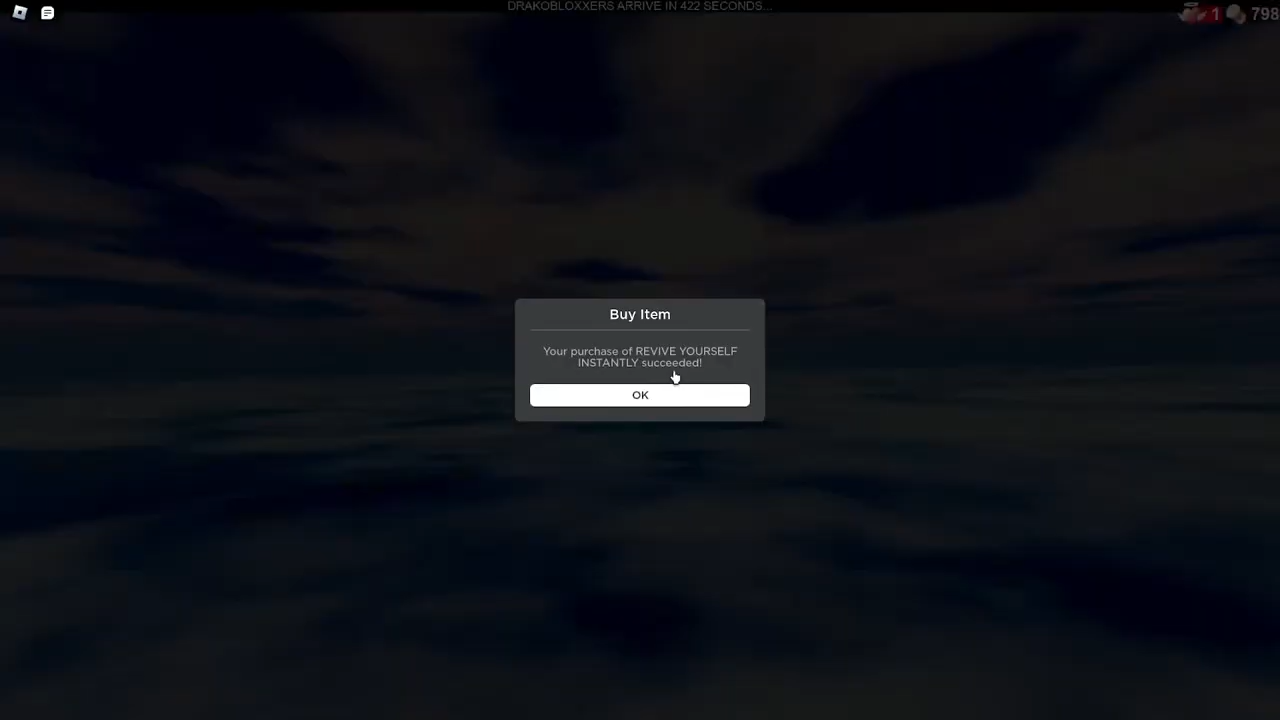 DRAKOBLOXXERS ARRIVE IN 422 SECONDS...
1 798
Buy Item
Your purchase of REVIVE YOURSELF
INSTANTLY succeeded!
OK